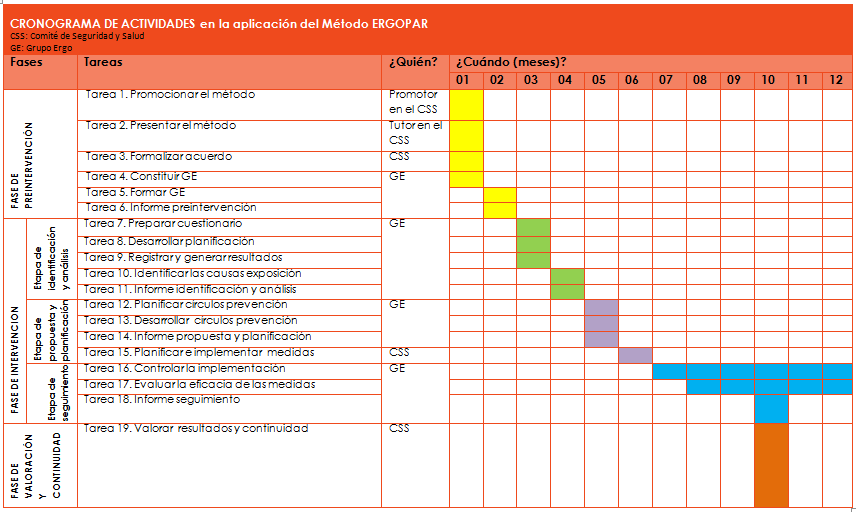 CRONOGRAMA DE ACTIVIDADES en la aplicación del Método ERGOPAR
CSS: Comité de Seguridad y Salud
GE: Grupo Ergo
Fases Tareas ¿Quién? ¿Cuándo (meses)?
01 02 03 04 05 06 07 08 09 10 11 12
FASE DE
PREINTERVENCIÓN
Tarea 1. Promocionar el método Promotor
en el CSS
Tarea 2. Presentar el método Tutor en el
CSS
Tarea 3. Formalizar acuerdo CSS
Tarea 4. Constituir GE GE
Tarea 5. Formar GE
Tarea 6. Informe preintervención
FASE DE INTERVENCIÓN
Etapa de
identificación
y análisis
Tarea 7. Preparar cuestionario GE
Tarea 8. Desarrollar planificación
Tarea 9. Registrar y generar resultados
Tarea 10. Identificar las causas exposición
Tarea 11. Informe identificación y análisis
Etapa de
propuesta y
planificación
Tarea 12. Planificar círculos prevención GE
Tarea 13. Desarrollar círculos prevención
Tarea 14. Informe propuesta y planificación
Tarea 15. Planificar e implementar medidas CSS
Etapa de
seguimiento
Tarea 16. Controlar la implementación GE
Tarea 17. Evaluar la eficacia de las medidas
Tarea 18. Informe seguimiento
FASE DE
VALORACIÓN
Y
CONTINUIDAD
Tarea 19. Valorar resultados y continuidad CSS